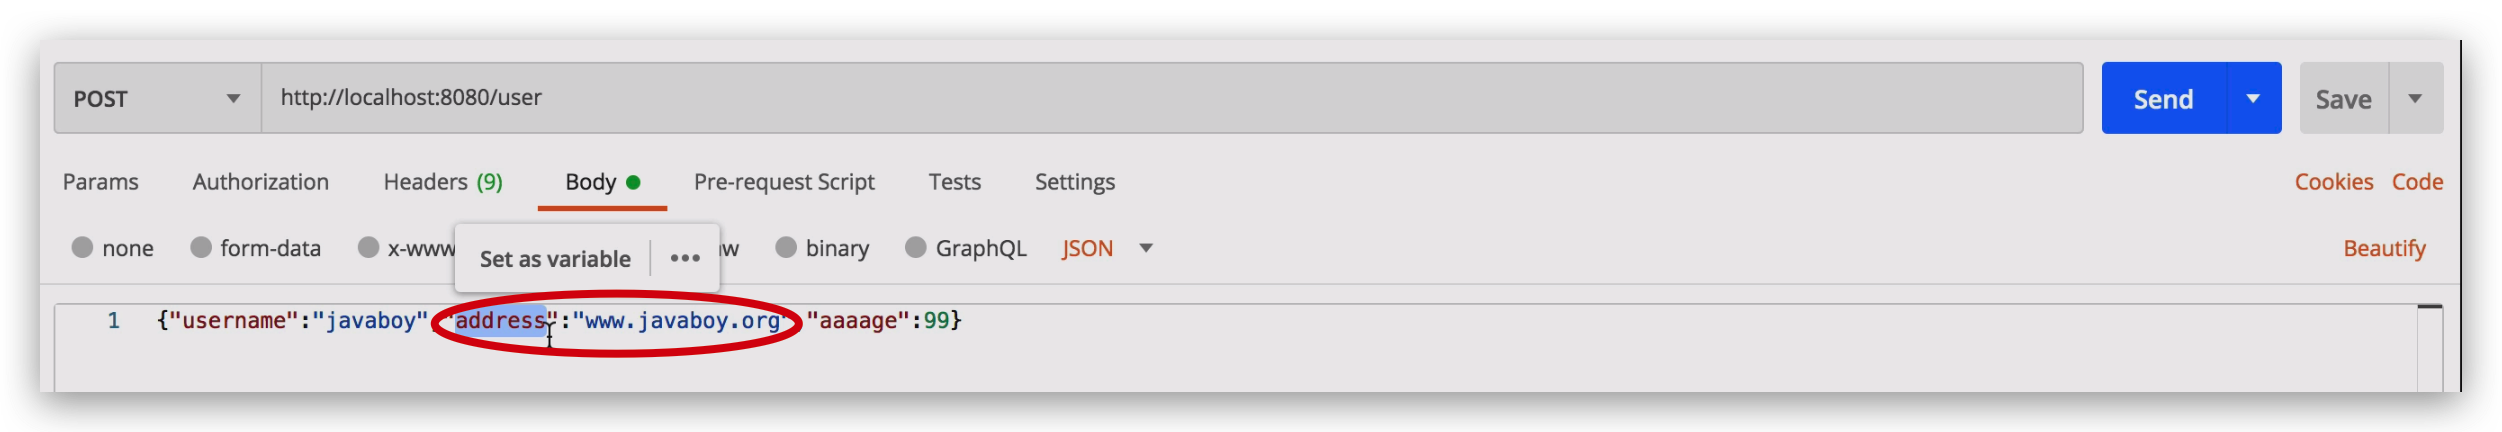 POST http://localhost:8080/user Send Save
Params Authorization Headers (9) Body Pre-request Script Tests Settings Cookies Code
none form-data x-www binary GraphQL JSON Beautify
Set as variable •••
1 {"username":"javaboy" "address":"www.javaboy.org" "aaaage":99}